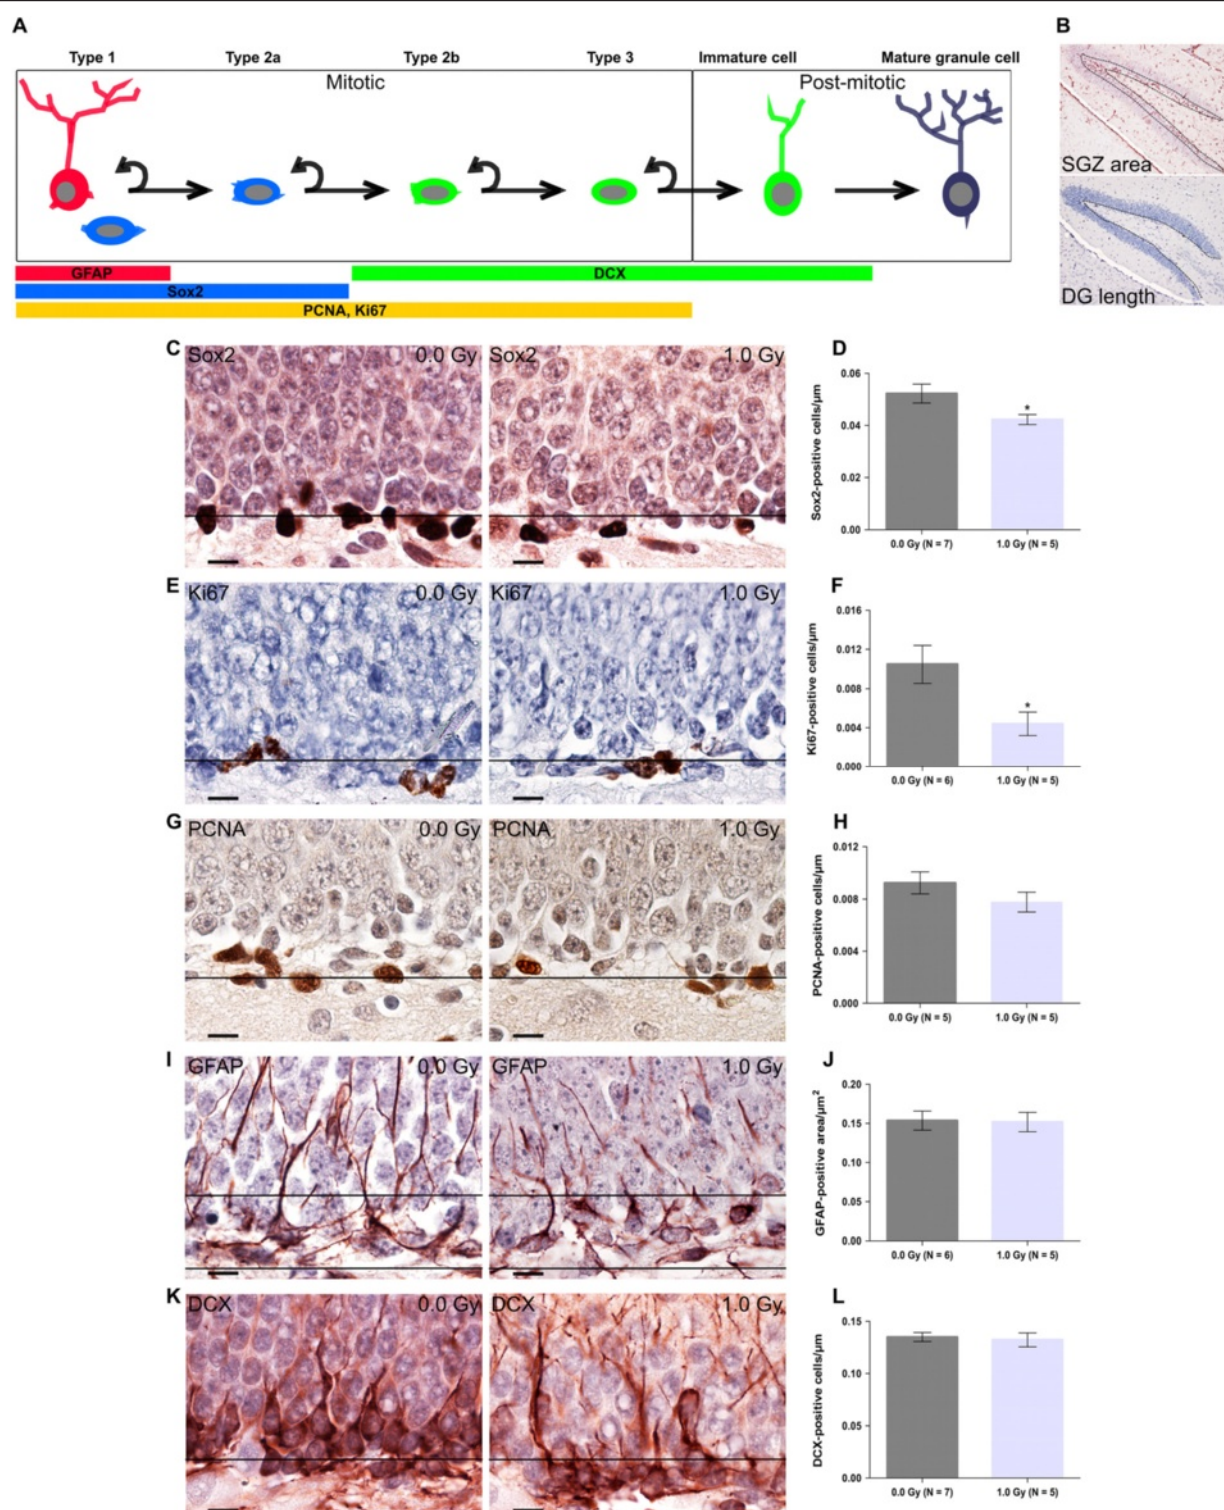 A
B
Type 1 Type 2a Type 2b Type 3 Immature cell Mature granule cell
Mitotic Post-mitotic
SGZ area
DG length
GFAP DCX
Sox2
PCNA, Ki67
C Sox2 0.0 Gy Sox2 1.0 Gy
D
Sox2-positive cells/µm
0.06
0.04
0.02
0.00
0.0 Gy (N = 7) 1.0 Gy (N = 5)
*
E Ki67 0.0 Gy Ki67 1.0 Gy
F
Ki67-positive cells/µm
0.016
0.012
0.008
0.004
0.000
0.0 Gy (N = 6) 1.0 Gy (N = 5)
*
G PCNA 0.0 Gy PCNA 1.0 Gy
H
PCNA-positive cells/µm
0.012
0.008
0.004
0.000
0.0 Gy (N = 5) 1.0 Gy (N = 5)
I GFAP 0.0 Gy GFAP 1.0 Gy
J
GFAP-positive area/µm²
0.20
0.15
0.10
0.05
0.00
0.0 Gy (N = 6) 1.0 Gy (N = 5)
K DCX 0.0 Gy DCX 1.0 Gy
L
DCX-positive cells/µm
0.15
0.10
0.05
0.00
0.0 Gy (N = 7) 1.0 Gy (N = 5)